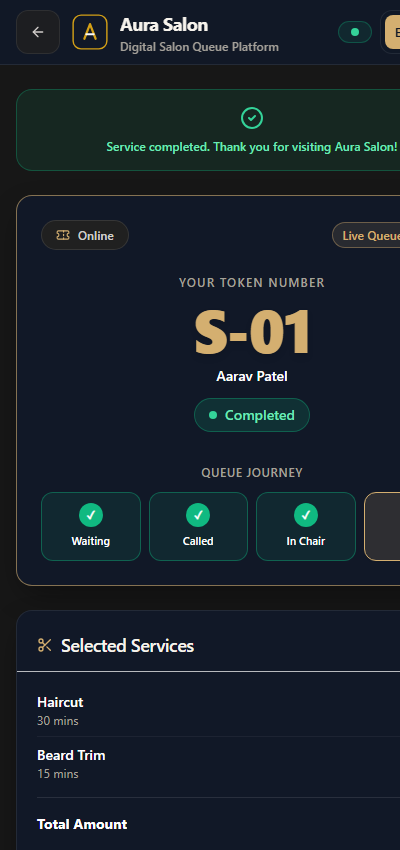 A
Aura Salon
Digital Salon Queue Platform
Service completed. Thank you for visiting Aura Salon!
Online
Live Queue
YOUR TOKEN NUMBER
S-01
Aarav Patel
Completed
QUEUE JOURNEY
Waiting
Called
In Chair
Selected Services
Haircut
30 mins
Beard Trim
15 mins
Total Amount